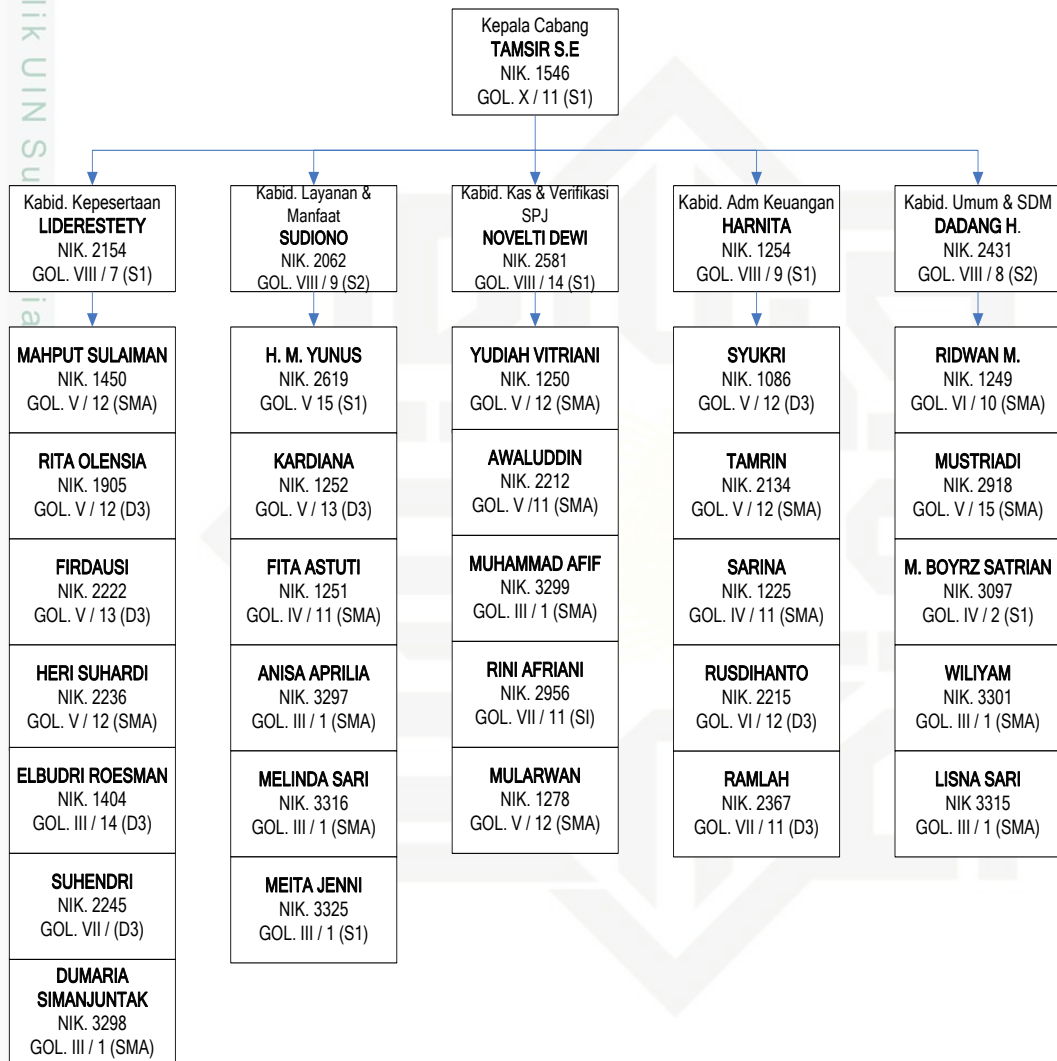 lik UIN Su
ia
Kepala Cabang
TAMSIR S.E
NIK. 1546
GOL. X / 11 (S1)
Kabid. Kepesertaan
LIDERESTETY
NIK. 2154
GOL. VIII / 7 (S1)
MAHPUT SULAIMAN
NIK. 1450
GOL. V / 12 (SMA)
RITA OLENSIA
NIK. 1905
GOL. V / 12 (D3)
FIRDAUSI
NIK. 2222
GOL. V / 13 (D3)
HERI SUHARDI
NIK. 2236
GOL. V / 12 (SMA)
ELBUDRI ROESMAN
NIK. 1404
GOL. III / 14 (D3)
SUHENDRI
NIK. 2245
GOL. VII / (D3)
DUMARIA
SIMANJUNTAK
NIK. 3298
GOL. III / 1 (SMA)
Kabid. Layanan &
Manfaat
SUDIONO
NIK. 2062
GOL. VIII / 9 (S2)
H. M. YUNUS
NIK. 2619
GOL. V 15 (S1)
KARDIANA
NIK. 1252
GOL. V / 13 (D3)
FITA ASTUTI
NIK. 1251
GOL. IV / 11 (SMA)
ANISA APRILIA
NIK. 3297
GOL. III / 1 (SMA)
MELINDA SARI
NIK. 3316
GOL. III / 1 (SMA)
MEITA JENNI
NIK. 3325
GOL. III / 1 (S1)
Kabid. Kas & Verifikasi
SPJ
NOVELTI DEWI
NIK. 2581
GOL. VIII / 14 (S1)
YUDIAH VITRIANI
NIK. 1250
GOL. V / 12 (SMA)
AWALUDDIN
NIK. 2212
GOL. V /11 (SMA)
MUHAMMAD AFIF
NIK. 3299
GOL. III / 1 (SMA)
RINI AFRIANI
NIK. 2956
GOL. VII / 11 (SI)
MULARWAN
NIK. 1278
GOL. V / 12 (SMA)
Kabid. Adm Keuangan
HARNITA
NIK. 1254
GOL. VIII / 9 (S1)
SYUKRI
NIK. 1086
GOL. V / 12 (D3)
TAMRIN
NIK. 2134
GOL. V / 12 (SMA)
SARINA
NIK. 1225
GOL. IV / 11 (SMA)
RUSDIHANTO
NIK. 2215
GOL. VI / 12 (D3)
RAMLAH
NIK. 2367
GOL. VII / 11 (D3)
Kabid. Umum & SDM
DADANG H.
NIK. 2431
GOL. VIII / 8 (S2)
RIDWAN M.
NIK. 1249
GOL. VI / 10 (SMA)
MUSTRIADI
NIK. 2918
GOL. V / 15 (SMA)
M. BOYRZ SATRIAN
NIK. 3097
GOL. IV / 2 (S1)
WILIYAM
NIK. 3301
GOL. III / 1 (SMA)
LISNA SARI
NIK 3315
GOL. III / 1 (SMA)